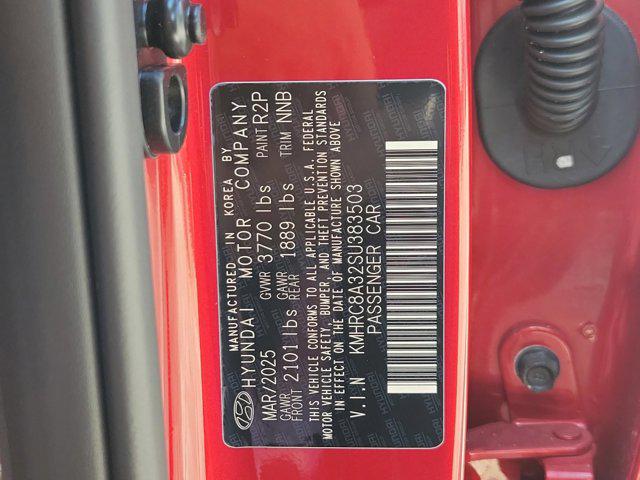 MANUFACTURED IN KOREA BY
HYUNDAI MOTOR COMPANY
MAR/2025 GVWR 3770 lbs PAINT R2P
GAWR FRONT 2101 lbs GAWR REAR 1889 lbs TRIM NNB
THIS VEHICLE CONFORMS TO ALL APPLICABLE U.S.A. FEDERAL
MOTOR VEHICLE SAFETY, BUMPER, AND THEFT PREVENTION STANDARDS
IN EFFECT ON THE DATE OF MANUFACTURE SHOWN ABOVE
V.I.N KMHRC8A32SU383503
PASSENGER CAR